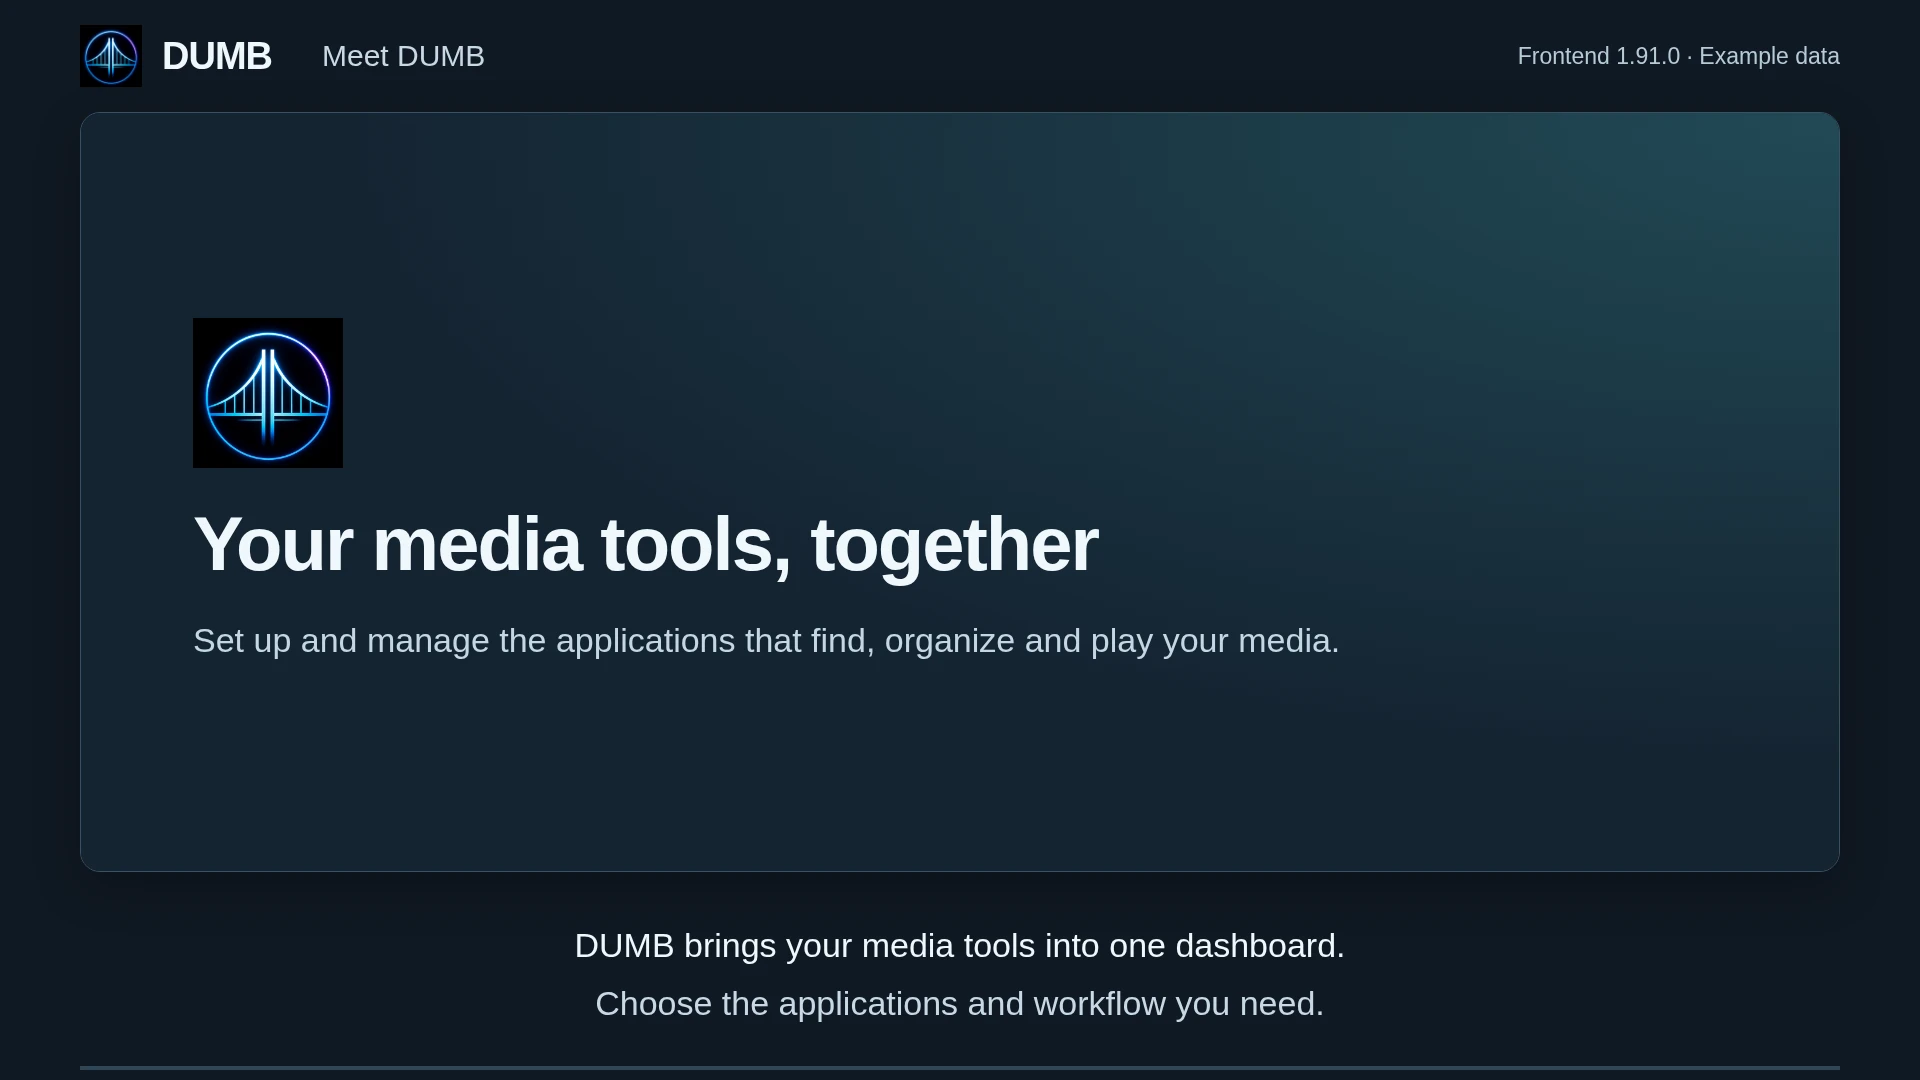 DUMB
Meet DUMB
Frontend 1.91.0 · Example data
Your media tools, together
Set up and manage the applications that find, organize and play your media.
DUMB brings your media tools into one dashboard.
Choose the applications and workflow you need.